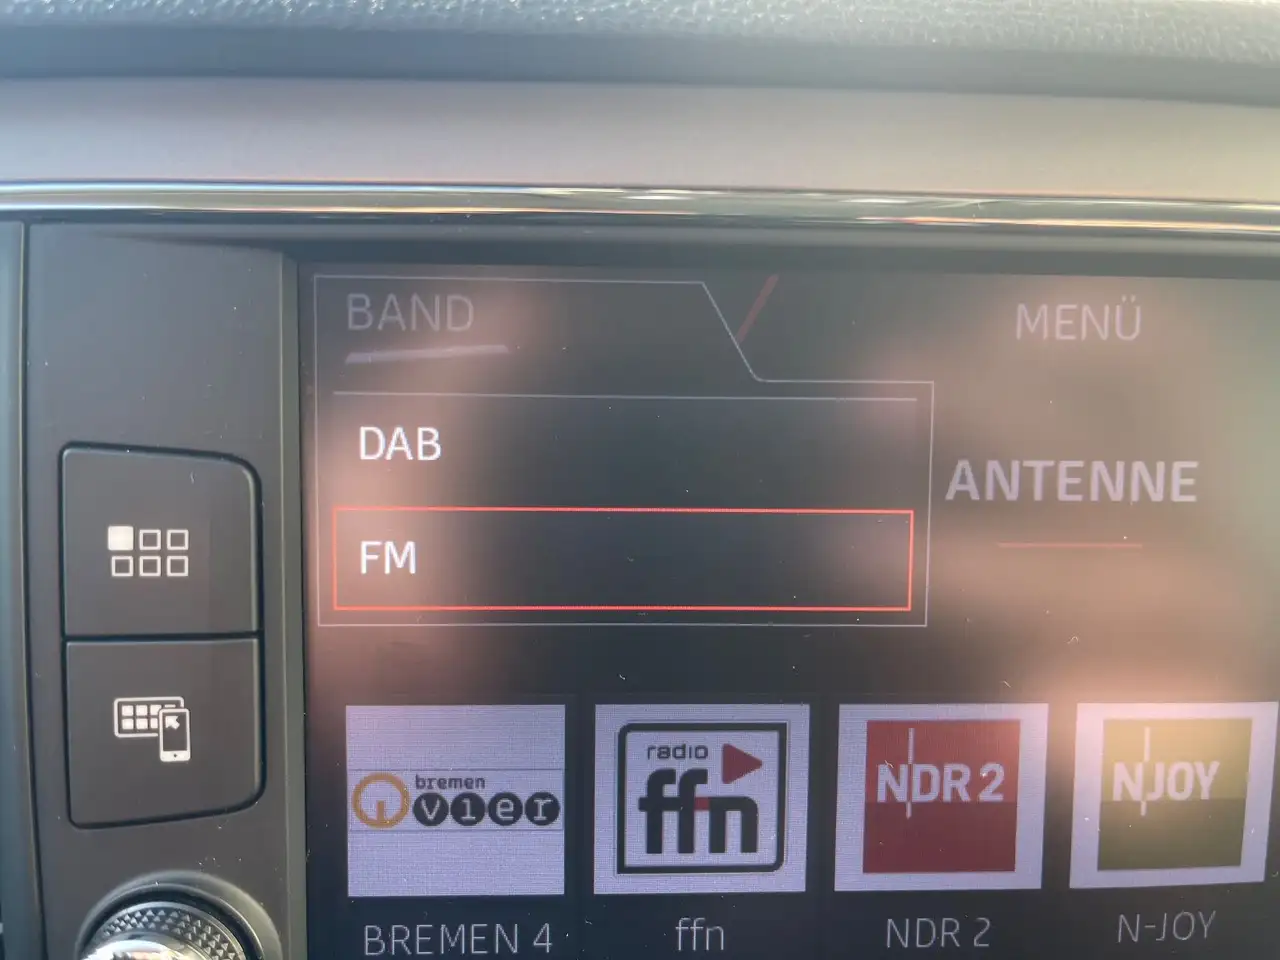 BAND
MENÜ
DAB
ANTENNE
FM
bremen
vier
radio
ffn
NDR 2
NJOY
BREMEN 4
ffn
NDR 2
N-JOY